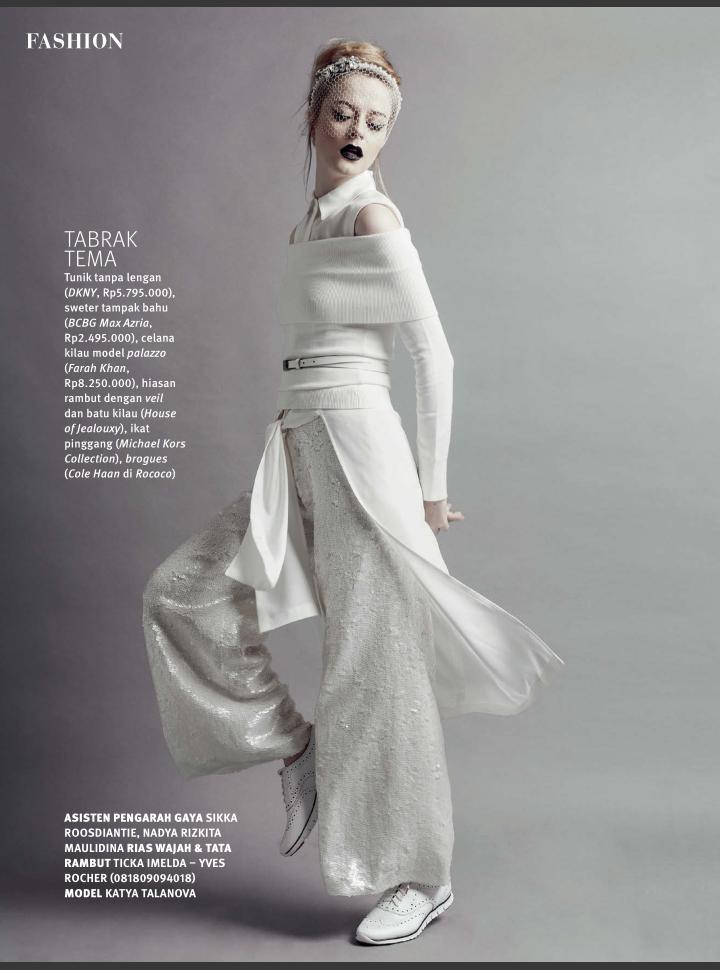 FASHION
TABRAK
TEMA
Tunik tanpa lengan
(DKNY, Rp5.795.000),
sweter tampak bahu
(BCBG Max Azria,
Rp2.495.000), celana
kilau model palazzo
(Farah Khan,
Rp8.250.000), hiasan
rambut dengan veil
dan batu kilau (House
of Jealouxy), ikat
pinggang (Michael Kors
Collection), brogues
(Cole Haan di Rococo)
ASISTEN PENGARAH GAYA SIKKA
ROOSDIANTIE, NADYA RIZKITA
MAULIDINA RIAS WAJAH & TATA
RAMBUT TICKA IMELDA – YVES
ROCHER (081809094018)
MODEL KATYA TALANOVA